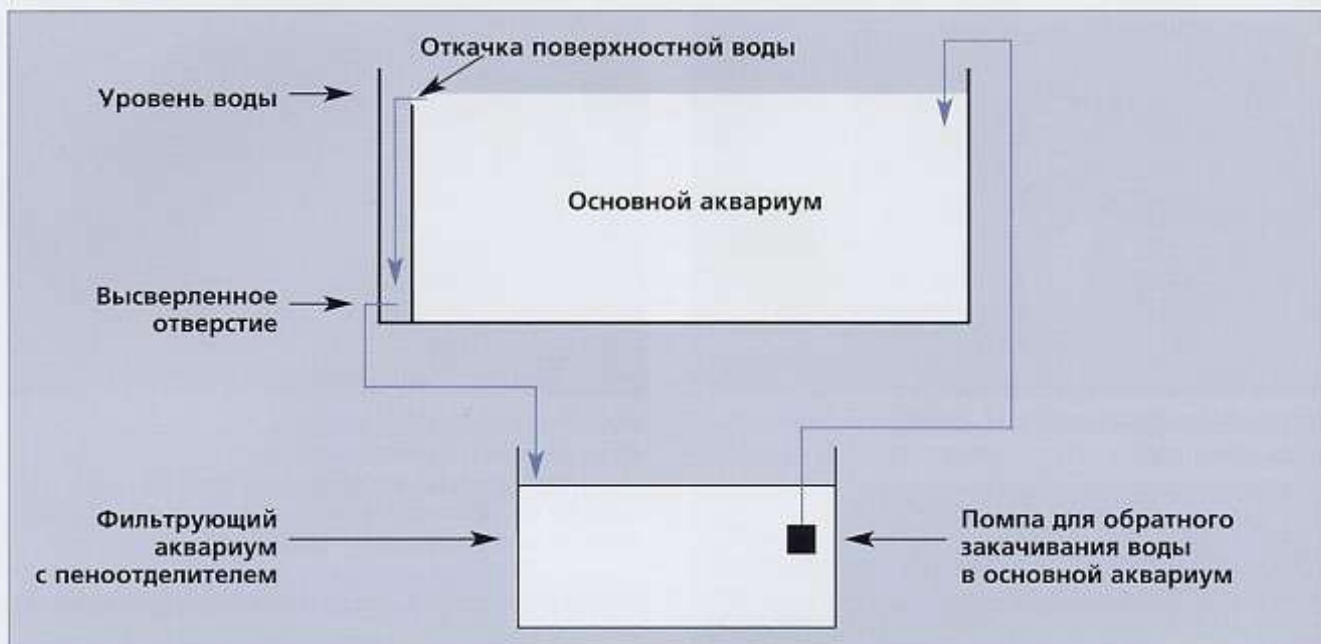 Откачка поверхностной воды
Уровень воды
Основной аквариум
Высверленное
отверстие
Фильтрующий
аквариум
с пеноотделителем
Помпа для обратного
закачивания воды
в основной аквариум